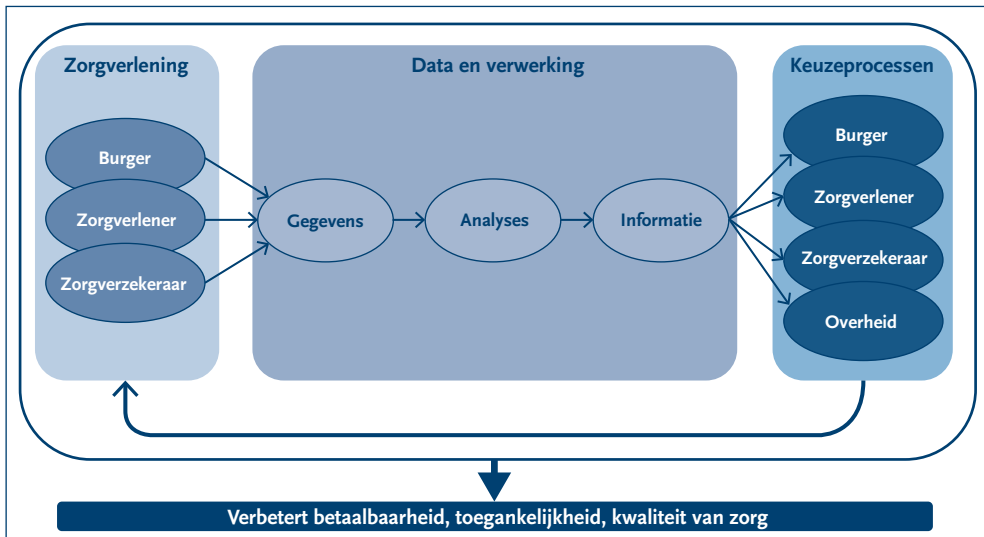 Zorgverlening
Burger
Zorgverlener
Zorgverzekeraar
Data en verwerking
Gegevens
Analyses
Informatie
Keuzeprocessen
Burger
Zorgverlener
Zorgverzekeraar
Overheid
Verbetert betaalbaarheid, toegankelijkheid, kwaliteit van zorg